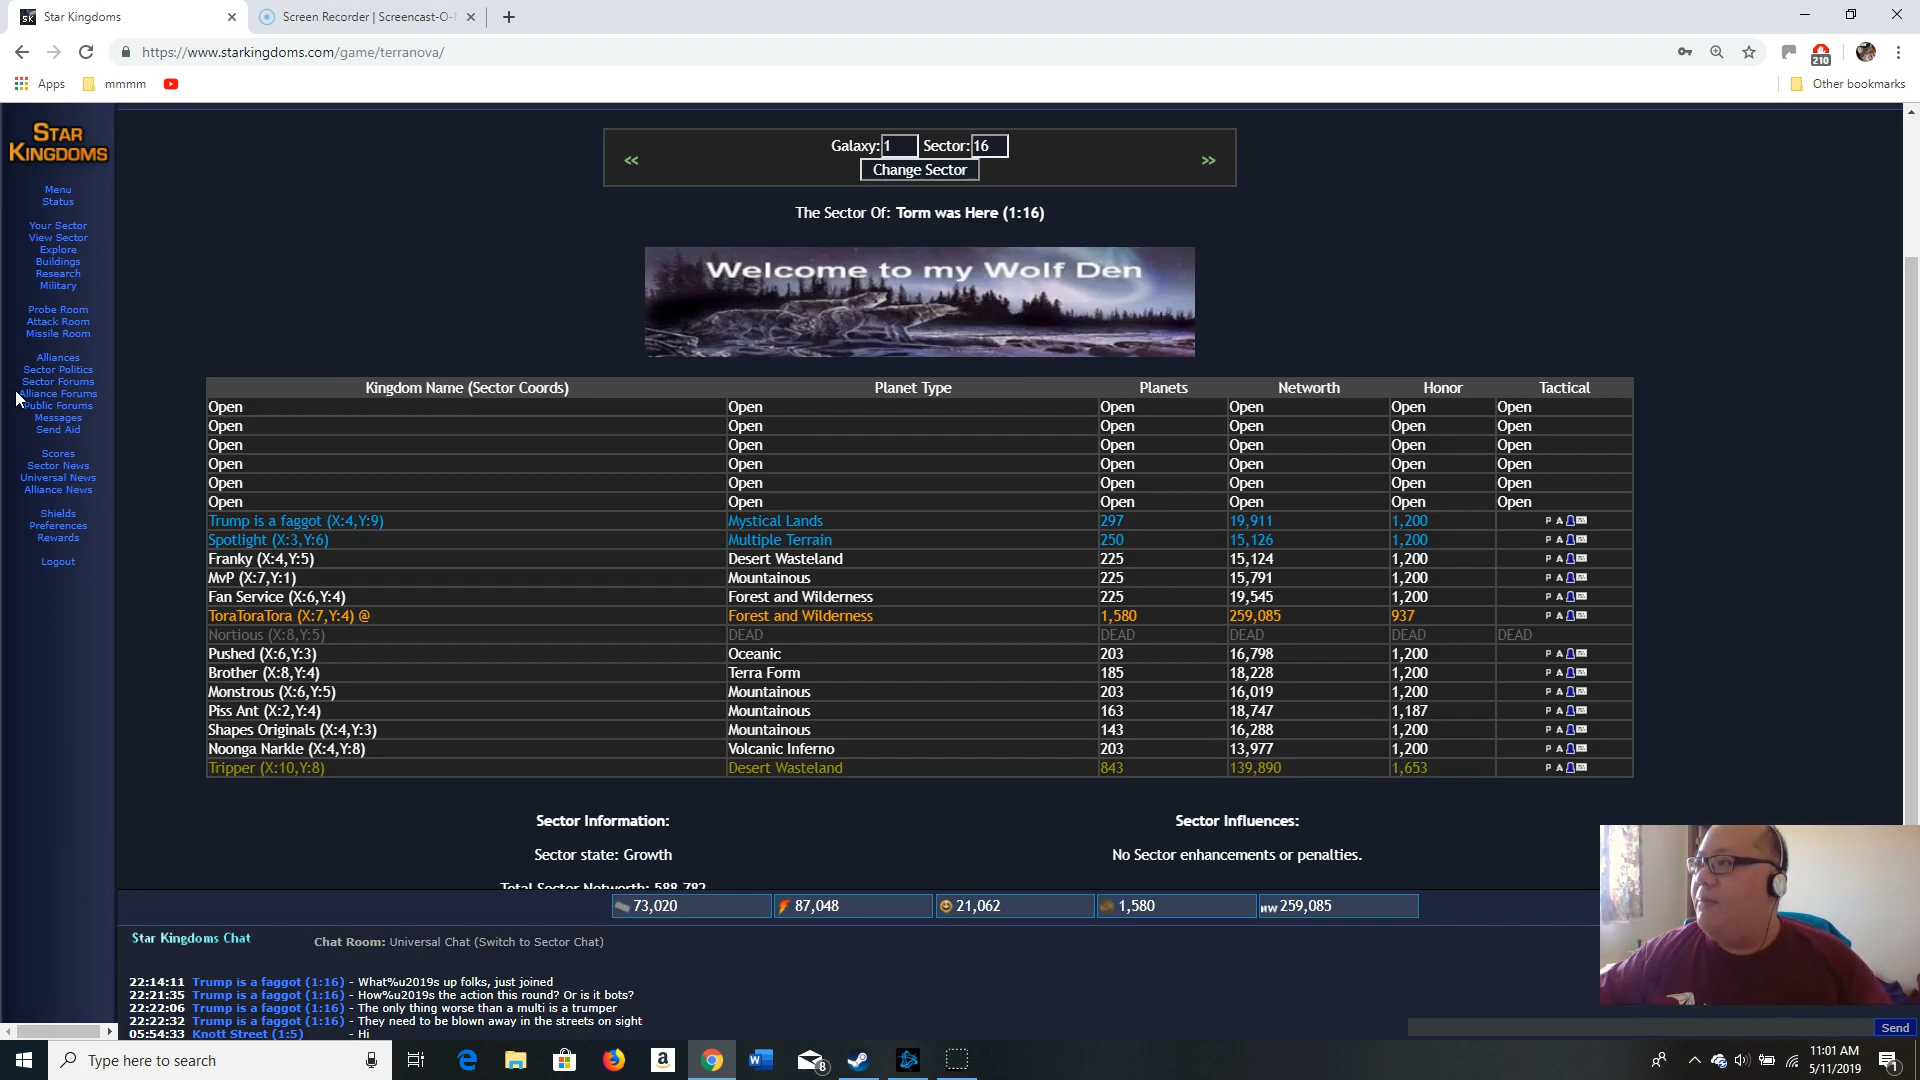 Star Kingdoms
Screen Recorder | Screencast-O-
https://www.starkingdoms.com/game/terranova/
210
Apps
mmmm
Other bookmarks
STAR KINGDOMS
Menu
Status
Your Sector
View Sector
Explore
Buildings
Research
Military
Probe Room
Attack Room
Missile Room
Alliances
Sector Politics
Sector Forums
Alliance Forums
Public Forums
Messages
Send Aid
Scores
Sector News
Universal News
Alliance News
Shields
Preferences
Rewards
Logout
<< Galaxy: 1 Sector: 16 >>
Change Sector
The Sector Of: Torm was Here (1:16)
Welcome to my Wolf Den
Kingdom Name (Sector Coords) Planet Type Planets Networth Honor Tactical
Open Open Open Open Open Open
Open Open Open Open Open Open
Open Open Open Open Open Open
Open Open Open Open Open Open
Open Open Open Open Open Open
Open Open Open Open Open Open
Trump is a faggot (X:4,Y:9) Mystical Lands 297 19,911 1,200 P A
Spotlight (X:3,Y:6) Multiple Terrain 250 15,126 1,200 P A
Franky (X:4,Y:5) Desert Wasteland 225 15,124 1,200 P A
MvP (X:7,Y:1) Mountainous 225 15,791 1,200 P A
Fan Service (X:6,Y:4) Forest and Wilderness 225 19,545 1,200 P A
ToraToraTora (X:7,Y:4) @ Forest and Wilderness 1,580 259,085 937 P A
Nortious (X:8,Y:5) DEAD DEAD DEAD DEAD DEAD
Pushed (X:6,Y:3) Oceanic 203 16,798 1,200 P A
Brother (X:8,Y:4) Terra Form 185 18,228 1,200 P A
Monstrous (X:6,Y:5) Mountainous 203 16,019 1,200 P A
Piss Ant (X:2,Y:4) Mountainous 163 18,747 1,187 P A
Shapes Originals (X:4,Y:3) Mountainous 143 16,288 1,200 P A
Noonga Narkle (X:4,Y:8) Volcanic Inferno 203 13,977 1,200 P A
Tripper (X:10,Y:8) Desert Wasteland 843 139,890 1,653 P A
Sector Information: Sector Influences:
Sector state: Growth No Sector enhancements or penalties.
Total Sector Networth: 588,782
73,020 87,048 21,062 1,580 NW 259,085
Star Kingdoms Chat Chat Room: Universal Chat (Switch to Sector Chat)
22:14:11 Trump is a faggot (1:16) - What%u2019s up folks, just joined
22:21:35 Trump is a faggot (1:16) - How%u2019s the action this round? Or is it bots?
22:22:06 Trump is a faggot (1:16) - The only thing worse than a multi is a trumper
22:22:32 Trump is a faggot (1:16) - They need to be blown away in the streets on sight
05:54:33 Knott Street (1:5) - Hi
Send
Type here to search
8
11:01 AM
5/11/2019
1